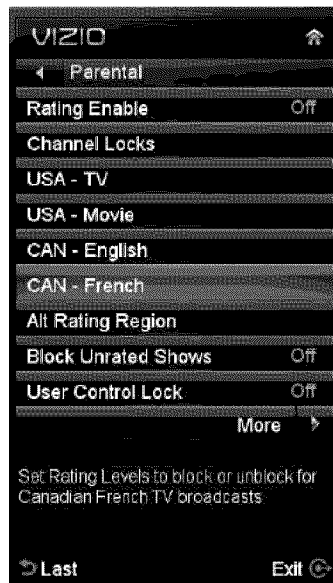 VIZIO
Parental
Rating Enable Off
Channel Locks
USA - TV
USA - Movie
CAN - English
CAN - French
Alt Rating Region
Block Unrated Shows Off
User Control Lock Off
More
Set Rating Levels to block or unblock for
Canadian French TV broadcasts
Last Exit